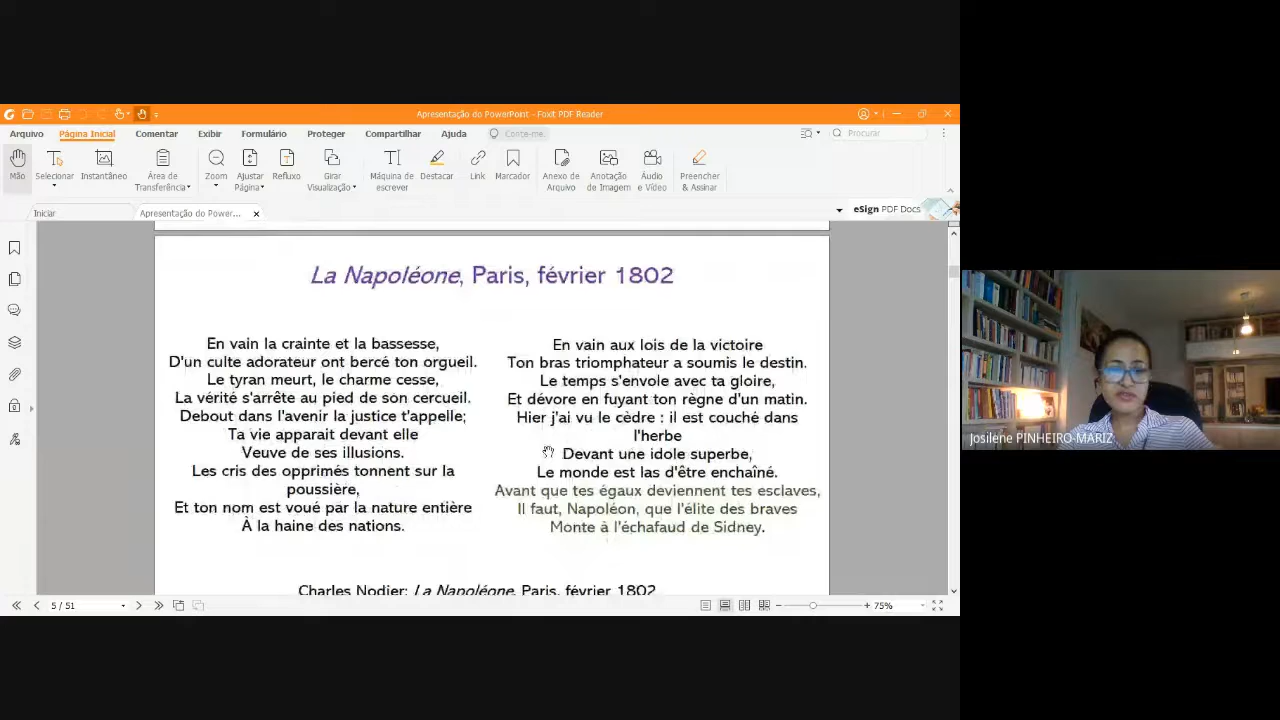 Apresentação do PowerPoint - Foxit PDF Reader
Arquivo Página Inicial Comentar Exibir Formulário Proteger Compartilhar Ajuda Conte-me. Procurar
Mão
Selecionar
Instantâneo
Área de
Transferência
Zoom
Ajustar
Página
Refluxo
Girar
Visualização
Máquina de
escrever
Destacar
Link
Marcador
Anexo de
Arquivo
Anotação
de Imagem
Áudio
e Vídeo
Preencher
& Assinar
Iniciar
Apresentação do Power...
eSign PDF Docs
La Napoléone, Paris, février 1802
En vain la crainte et la bassesse,
D'un culte adorateur ont bercé ton orgueil.
Le tyran meurt, le charme cesse,
La vérité s'arrête au pied de son cercueil.
Debout dans l'avenir la justice t'appelle;
Ta vie apparait devant elle
Veuve de ses illusions.
Les cris des opprimés tonnent sur la
poussière,
Et ton nom est voué par la nature entière
À la haine des nations.
En vain aux lois de la victoire
Ton bras triomphateur a soumis le destin.
Le temps s'envole avec ta gloire,
Et dévore en fuyant ton règne d'un matin.
Hier j'ai vu le cèdre : il est couché dans
l'herbe
Devant une idole superbe,
Le monde est las d'être enchaîné.
Avant que tes égaux deviennent tes esclaves,
Il faut, Napoléon, que l'élite des braves
Monte à l'échafaud de Sidney.
Charles Nodier: La Napoléone, Paris, février 1802
5 / 51
75%
Josilene PINHEIRO-MARIZ